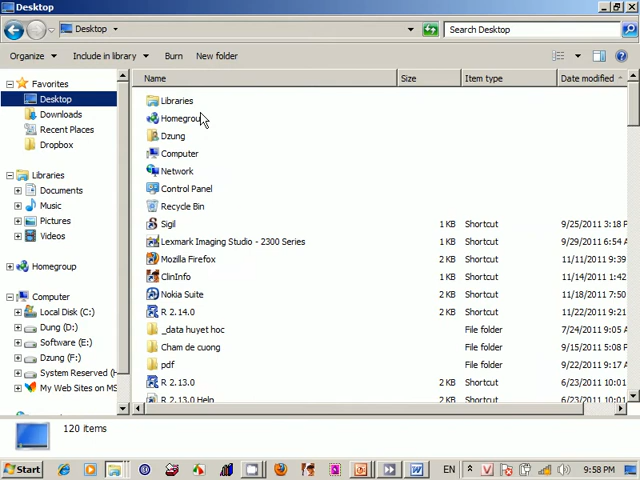 Desktop
Desktop
Search Desktop
Organize
Include in library
Burn
New folder
Name
Size
Item type
Date modified
Favorites
Desktop
Downloads
Recent Places
Dropbox
Libraries
Documents
Music
Pictures
Videos
Homegroup
Computer
Local Disk (C:)
Dung (D:)
Software (E:)
Dzung (F:)
System Reserved (H
My Web Sites on MS
Libraries
Homegroup
Dzung
Computer
Network
Control Panel
Recycle Bin
Sigil 1 KB Shortcut 9/25/2011 3:18 P
Lexmark Imaging Studio - 2300 Series 1 KB Shortcut 9/29/2011 6:54 A
Mozilla Firefox 2 KB Shortcut 11/11/2011 9:39
ClinInfo 1 KB Shortcut 11/14/2011 1:42
Nokia Suite 2 KB Shortcut 11/18/2011 7:50
R 2.14.0 2 KB Shortcut 11/19/2011 10:0
_data huyet hoc File folder 7/24/2011 9:05 A
Cham de cuong File folder 9/15/2011 5:08 P
pdf File folder 9/22/2011 9:17 A
R 2.13.0 2 KB Shortcut 6/23/2011 10:01
R 2.13.0 Help 2 KB Shortcut 6/23/2011 10:01
120 items
Start
EN
9:58 PM